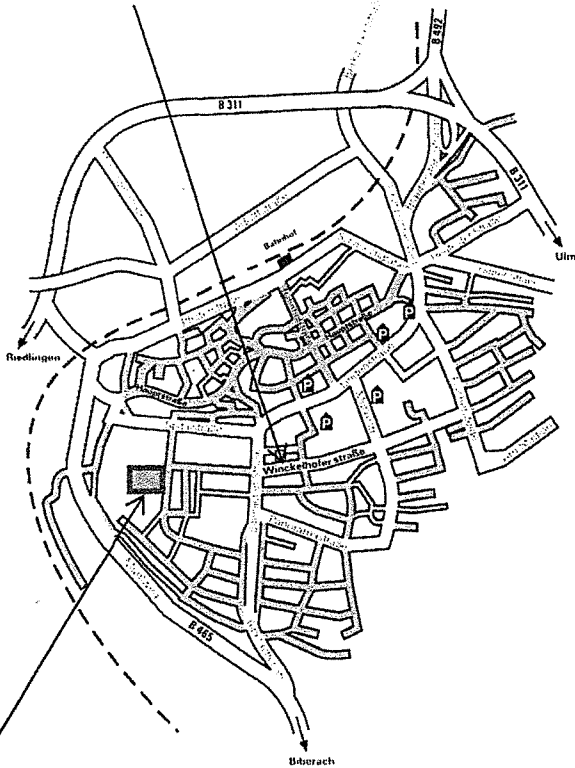 B 492
B 311
B 311
Ulm
Bahnhof
Riedlingen
P
P
P
P
P
Winckelhofer straße
B 465
Biberach